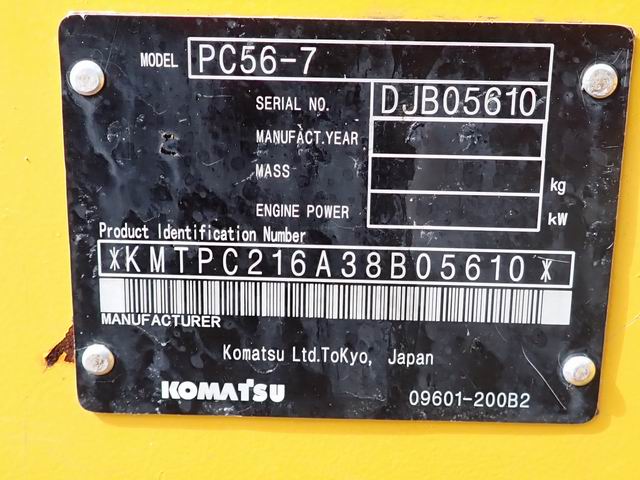 MODEL PC56-7
SERIAL NO. DJB05610
MANUFACT.YEAR
MASS kg
ENGINE POWER kW
Product Identification Number
*KMTPC216A38B05610*
MANUFACTURER
Komatsu Ltd.ToKyo, Japan
KOMATSU 09601-200B2